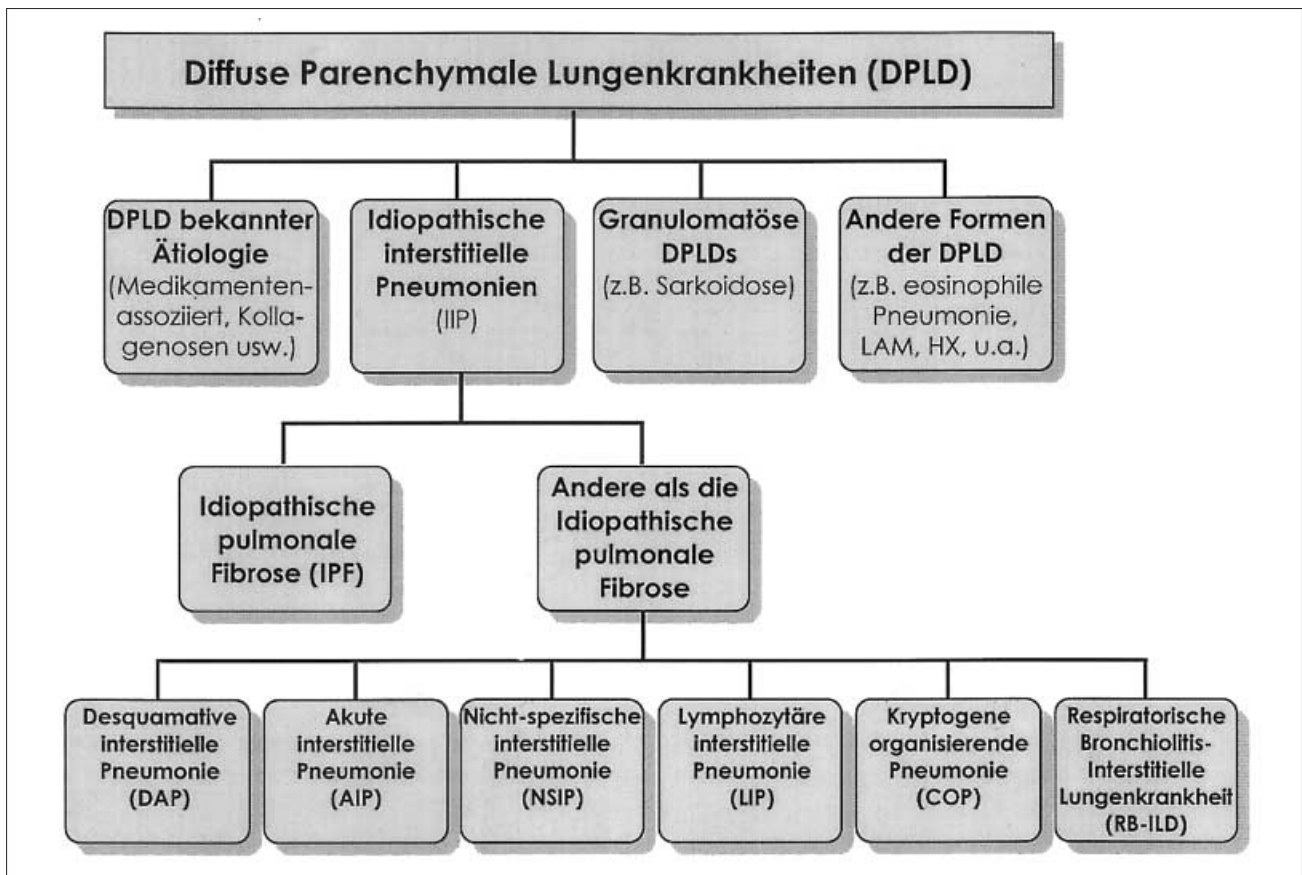 Diffuse Parenchymale Lungenkrankheiten (DPLD)
DPLD bekannter
Ätiologie
(Medikamenten-
assoziiert, Kolla-
genosen usw.)
Idiopathische
interstitielle
Pneumonien
(IIP)
Granulomatöse
DPLDs
(z.B. Sarkoidose)
Andere Formen
der DPLD
(z.B. eosinophile
Pneumonie,
LAM, HX, u.a.)
Idiopathische
pulmonale
Fibrose (IPF)
Andere als die
Idiopathische
pulmonale
Fibrose
Desquamative
interstitielle
Pneumonie
(DAP)
Akute
interstitielle
Pneumonie
(AIP)
Nicht-spezifische
interstitielle
Pneumonie
(NSIP)
Lymphozytäre
interstitielle
Pneumonie
(LIP)
Kryptogene
organisierende
Pneumonie
(COP)
Respiratorische
Bronchiolitis-
Interstitielle
Lungenkrankheit
(RB-ILD)